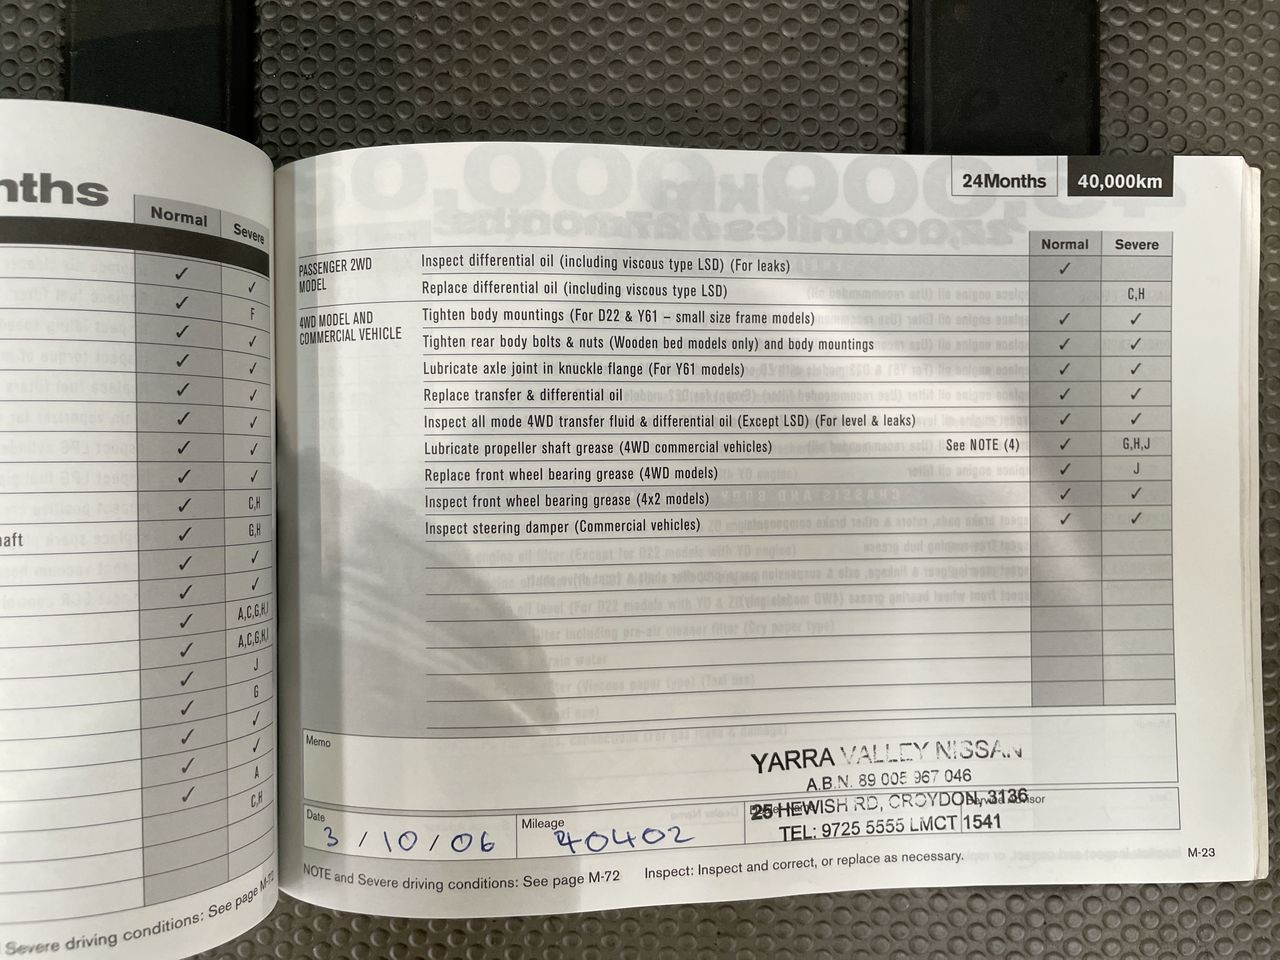 nths
Normal Severe
✓ ✓
✓ F
✓ ✓
✓ ✓
✓ ✓
✓ ✓
✓ ✓
✓ ✓
✓ C,H
aft ✓ G,H
✓ ✓
✓ ✓
✓ A,C,G,H,I
✓ A,C,G,H,I
✓ J
✓ G
✓ ✓
✓ ✓
✓ A
C,H
Severe driving conditions: See page M-72
24Months 40,000km
Normal Severe
PASSENGER 2WD MODEL
Inspect differential oil (including viscous type LSD) (For leaks) ✓
Replace differential oil (including viscous type LSD) C,H
4WD MODEL AND COMMERCIAL VEHICLE
Tighten body mountings (For D22 & Y61 – small size frame models) ✓ ✓
Tighten rear body bolts & nuts (Wooden bed models only) and body mountings ✓ ✓
Lubricate axle joint in knuckle flange (For Y61 models) ✓ ✓
Replace transfer & differential oil ✓ ✓
Inspect all mode 4WD transfer fluid & differential oil (Except LSD) (For level & leaks) ✓ ✓
Lubricate propeller shaft grease (4WD commercial vehicles) See NOTE (4) ✓ G,H,J
Replace front wheel bearing grease (4WD models) ✓ J
Inspect front wheel bearing grease (4x2 models) ✓ ✓
Inspect steering damper (Commercial vehicles) ✓ ✓
Memo
YARRA VALLEY NISSAN
A.B.N. 89 005 967 046
25 HEWISH RD, CROYDON, 3136
TEL: 9725 5555 LMCT 1541
Date
3 / 10 / 06
Mileage
40402
Service Advisor
NOTE and Severe driving conditions: See page M-72 Inspect: Inspect and correct, or replace as necessary.
M-23